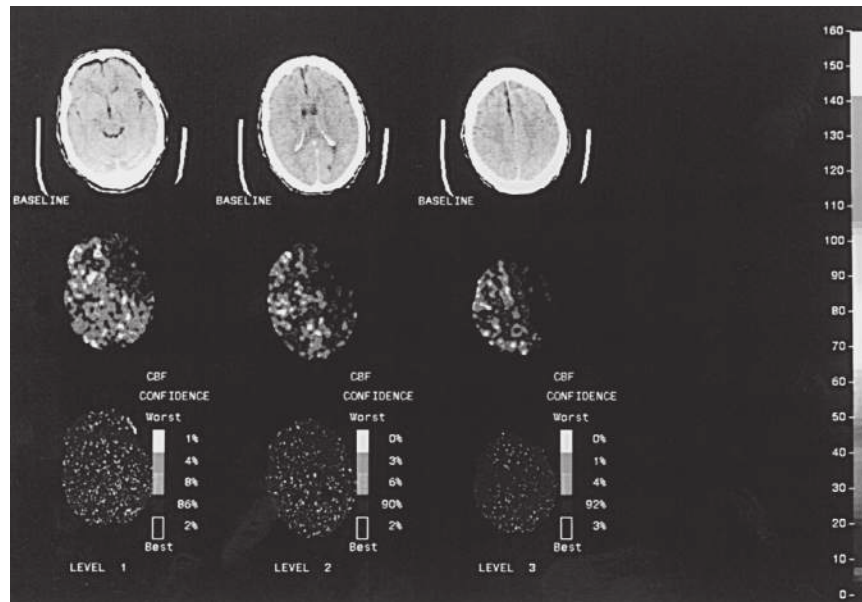 BASELINE BASELINE BASELINE
CBF CBF CBF
CONFIDENCE CONFIDENCE CONFIDENCE
Worst Worst Worst
1% 0% 0%
4% 3% 1%
8% 6% 4%
86% 90% 92%
2% 2% 3%
Best Best Best
LEVEL 1 LEVEL 2 LEVEL 3
160-
150-
140-
130-
120-
110-
100-
90-
80-
70-
60-
50-
40-
30-
20-
10-
0-